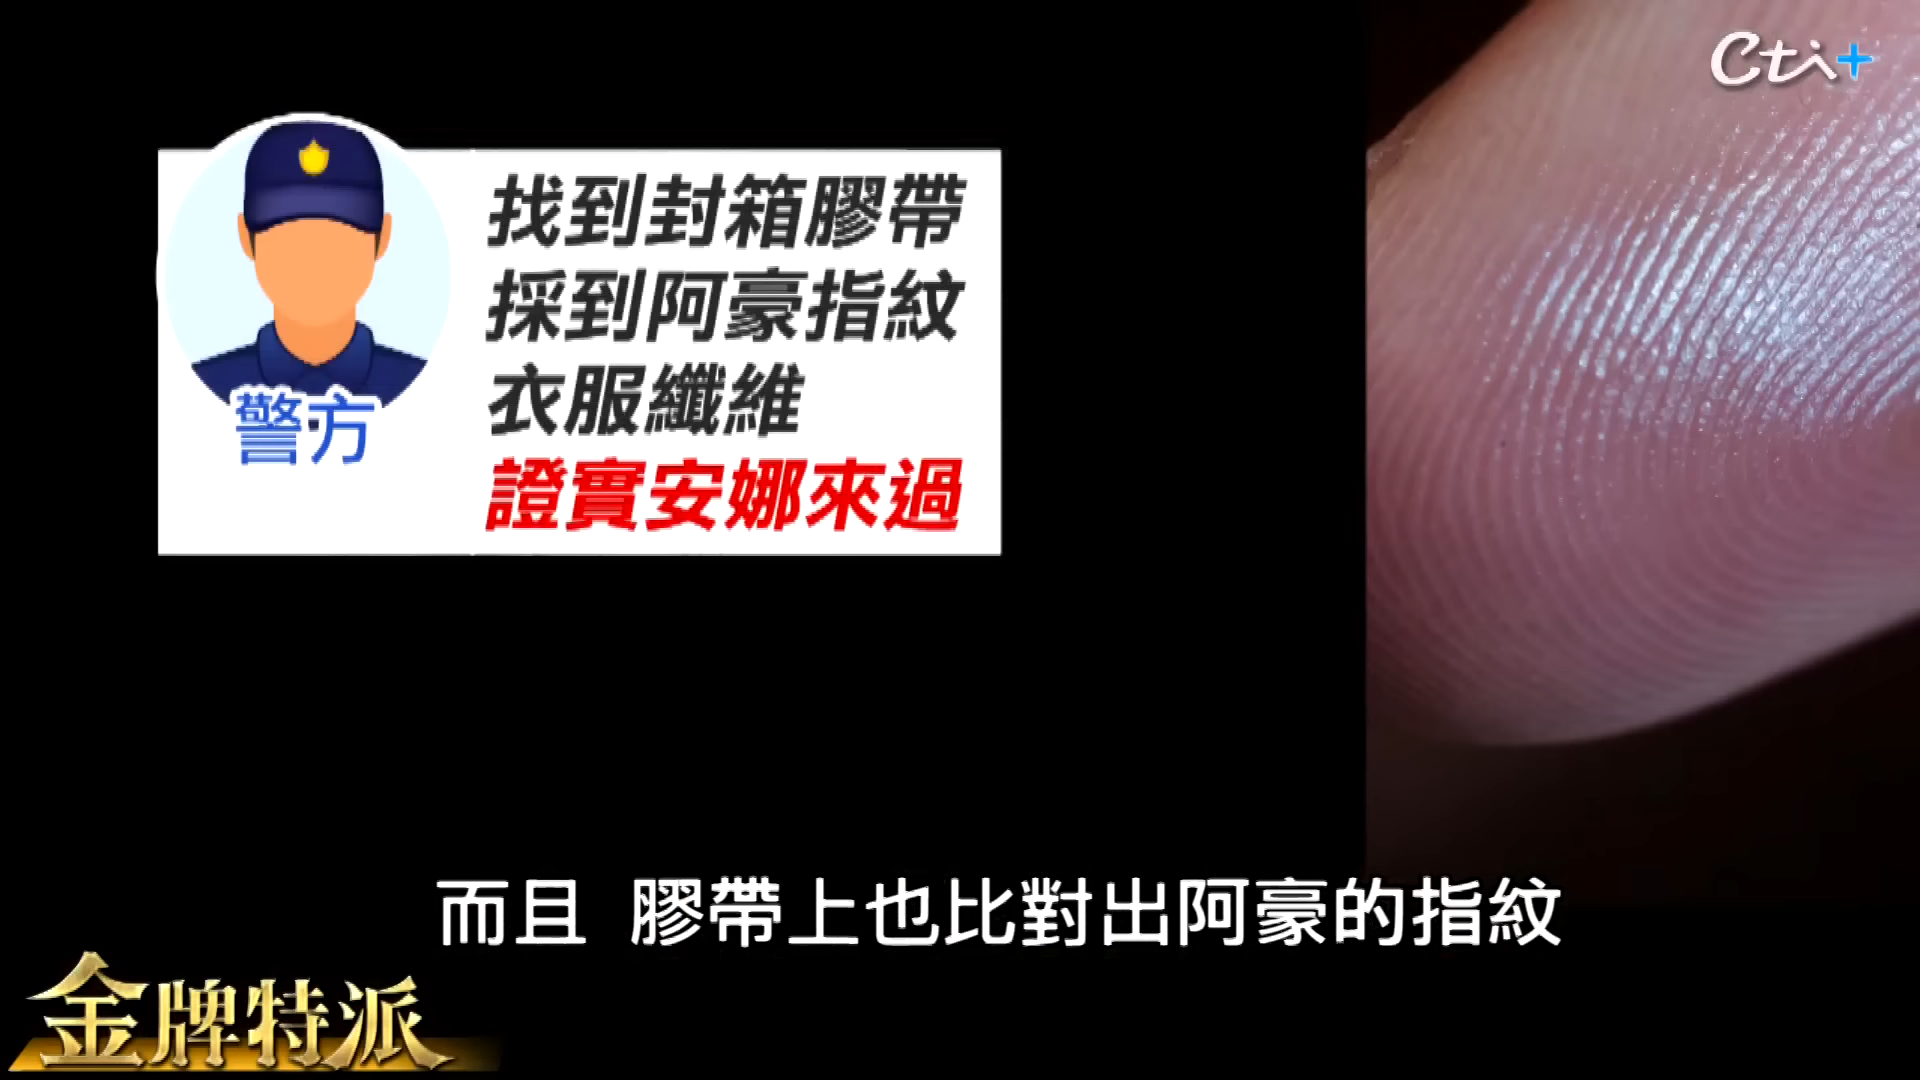 Cti+
找到封箱膠帶
採到阿豪指紋
衣服纖維
證實安娜來過
警方
而且 膠帶上也比對出阿豪的指紋
金牌特派